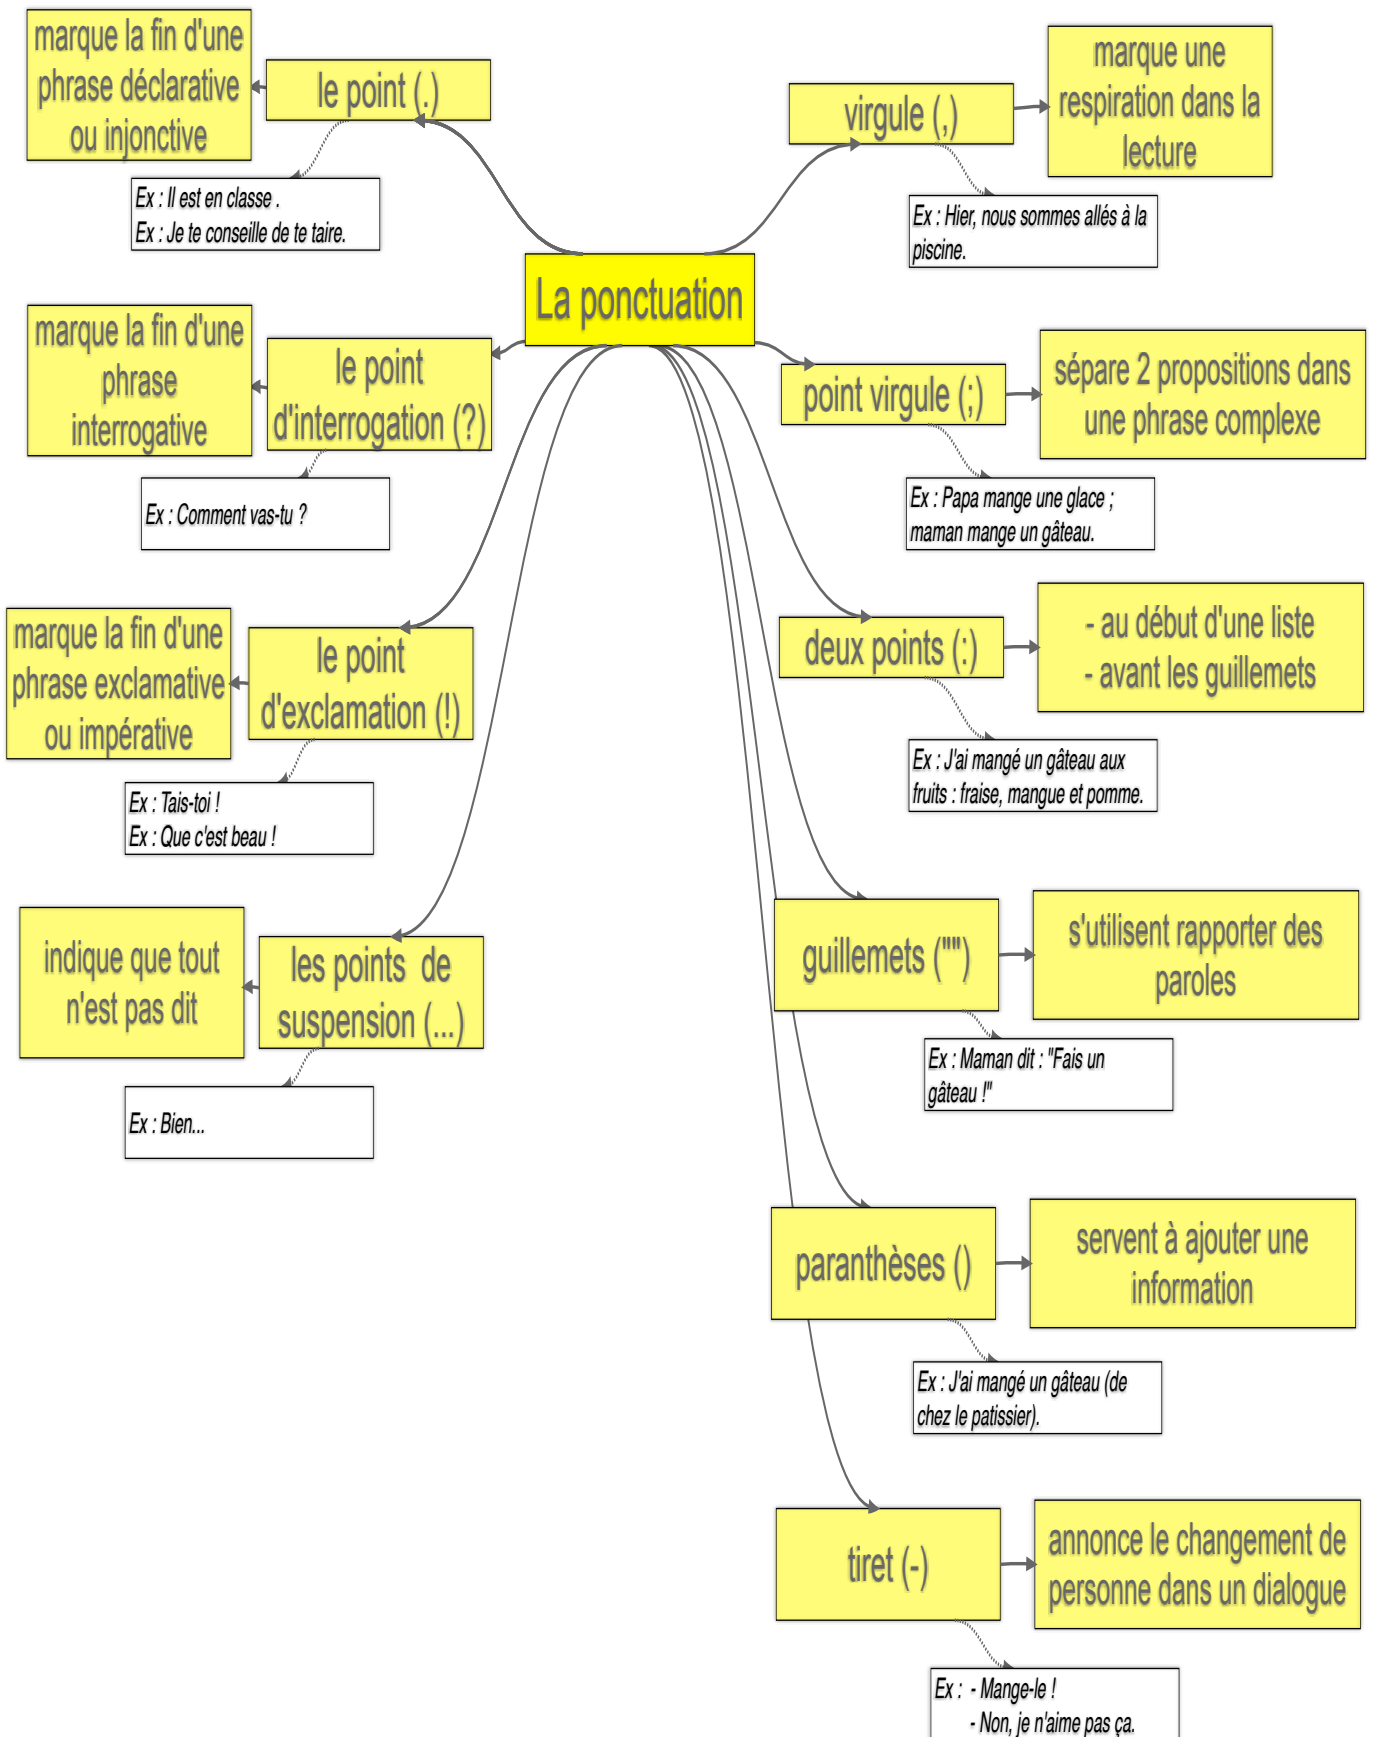 La ponctuation
le point (.)
marque la fin d'une
phrase déclarative
ou injonctive
Ex : Il est en classe .
Ex : Je te conseille de te taire.
le point
d'interrogation (?)
marque la fin d'une
phrase
interrogative
Ex : Comment vas-tu ?
le point
d'exclamation (!)
marque la fin d'une
phrase exclamative
ou impérative
Ex : Tais-toi !
Ex : Que c'est beau !
les points de
suspension (...)
indique que tout
n'est pas dit
Ex : Bien...
virgule (,)
marque une
respiration dans la
lecture
Ex : Hier, nous sommes allés à la
piscine.
point virgule (;)
sépare 2 propositions dans
une phrase complexe
Ex : Papa mange une glace ;
maman mange un gâteau.
deux points (:)
- au début d'une liste
- avant les guillemets
Ex : J'ai mangé un gâteau aux
fruits : fraise, mangue et pomme.
guillemets ("")
s'utilisent rapporter des
paroles
Ex : Maman dit : "Fais un
gâteau !"
paranthèses ()
servent à ajouter une
information
Ex : J'ai mangé un gâteau (de
chez le patissier).
tiret (-)
annonce le changement de
personne dans un dialogue
Ex : - Mange-le !
- Non, je n'aime pas ça.